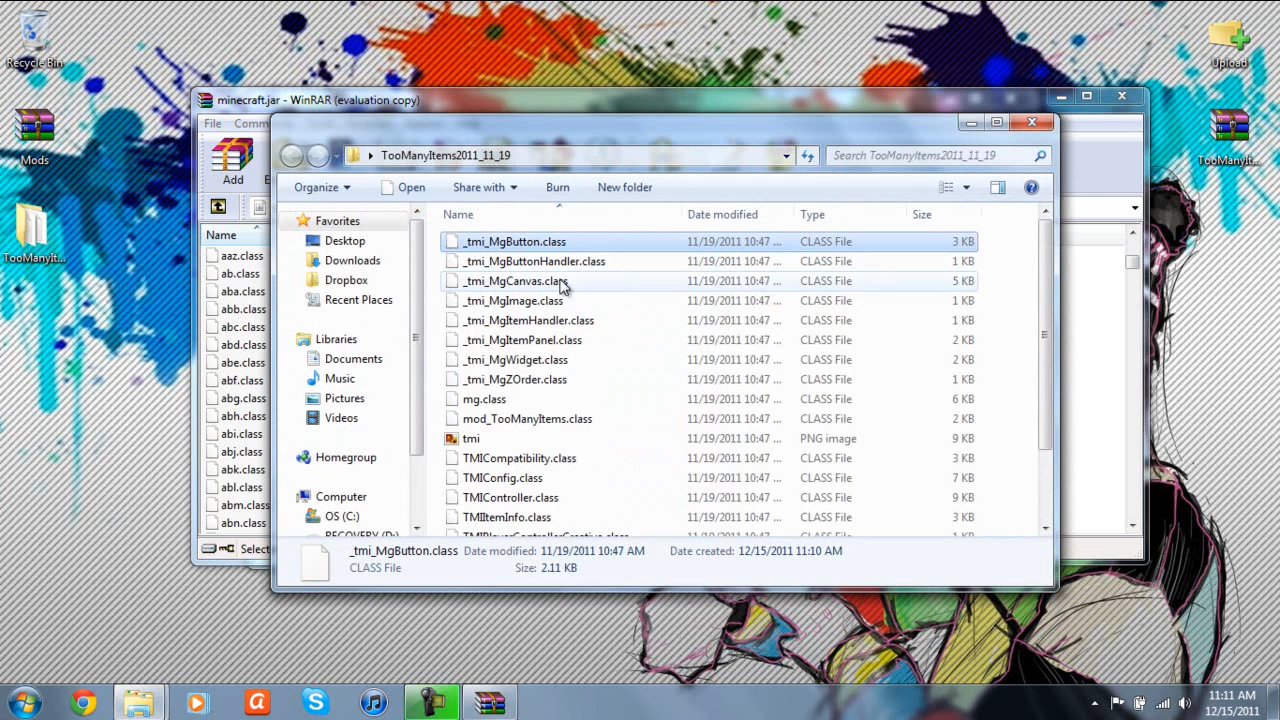 Recycle Bin
Upload
Mods
TooManyIt...
TooManyIt...
minecraft.jar - WinRAR (evaluation copy)
File Comm
Add
Name
aaz.class
ab.class
aba.class
abb.class
abc.class
abd.class
abe.class
abf.class
abg.class
abh.class
abi.class
abj.class
abk.class
abl.class
abm.class
abn.class
Select
TooManyItems2011_11_19
Search TooManyItems2011_11_19
Organize Open Share with Burn New folder
Favorites
Desktop
Downloads
Dropbox
Recent Places
Libraries
Documents
Music
Pictures
Videos
Homegroup
Computer
OS (C:)
RECOVERY (D:)
Name Date modified Type Size
_tmi_MgButton.class 11/19/2011 10:47 ... CLASS File 3 KB
_tmi_MgButtonHandler.class 11/19/2011 10:47 ... CLASS File 1 KB
_tmi_MgCanvas.class 11/19/2011 10:47 ... CLASS File 5 KB
_tmi_MgImage.class 11/19/2011 10:47 ... CLASS File 1 KB
_tmi_MgItemHandler.class 11/19/2011 10:47 ... CLASS File 1 KB
_tmi_MgItemPanel.class 11/19/2011 10:47 ... CLASS File 2 KB
_tmi_MgWidget.class 11/19/2011 10:47 ... CLASS File 2 KB
_tmi_MgZOrder.class 11/19/2011 10:47 ... CLASS File 1 KB
mg.class 11/19/2011 10:47 ... CLASS File 6 KB
mod_TooManyItems.class 11/19/2011 10:47 ... CLASS File 2 KB
tmi 11/19/2011 10:47 ... PNG image 9 KB
TMICompatibility.class 11/19/2011 10:47 ... CLASS File 3 KB
TMIConfig.class 11/19/2011 10:47 ... CLASS File 7 KB
TMIController.class 11/19/2011 10:47 ... CLASS File 9 KB
TMIItemInfo.class 11/19/2011 10:47 ... CLASS File 3 KB
TMIPlayerControllerCreative.class 11/19/2011 10:47 ... CLASS File 1 KB
_tmi_MgButton.class Date modified: 11/19/2011 10:47 AM Date created: 12/15/2011 11:10 AM
CLASS File Size: 2.11 KB
11:11 AM
12/15/2011